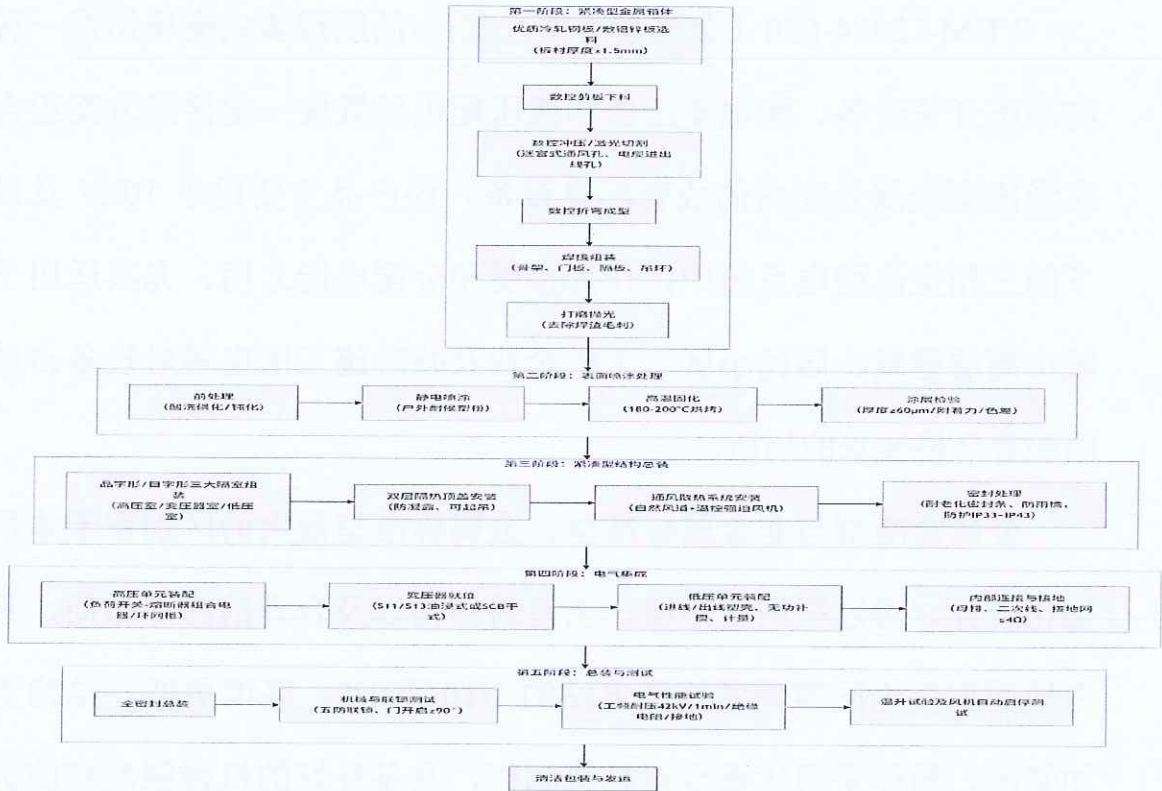 第一阶段：紧凑型金属箱体
优质冷轧钢板/敷铝锌板选
料
(板材厚度≥1.5mm)
数控剪板下料
数控冲压/激光切割
(迷宫式通风孔、电缆进出
线孔)
数控折弯成型
焊接组装
(骨架、门板、隔板、吊环)
打磨抛光
(去除焊渣毛刺)
第二阶段：表面喷涂处理
前处理
(酸洗磷化/钝化)
静电喷涂
(户外耐候塑粉)
高温固化
(180-200℃烘烤)
涂层检验
(厚度≥60μm/附着力/色差)
第三阶段：紧凑型结构总装
品字形/目字形三大隔室组
装
(高压室/变压器室/低压
室)
双层隔热顶盖安装
(防凝露、可起吊)
通风散热系统安装
(自然风道+温控强迫风机)
密封处理
(耐老化密封条、防雨檐，
防护IP33-IP43)
第四阶段：电气集成
高压单元装配
(负荷开关-熔断器组合电
器/环网柜)
变压器就位
(S11/S13油浸式或SCB干
式)
低压单元装配
(进线/出线塑壳、无功补
偿、计量)
内部连接与接地
(母排、二次线、接地网
≤4Ω)
第五阶段：总装与测试
全密封总装
机械与联锁测试
(五防联锁、门开启≥90°)
电气性能试验
(工频耐压42kV/1min/绝缘
电阻/接地)
温升试验及风机自动启停测
试
清洁包装与发运